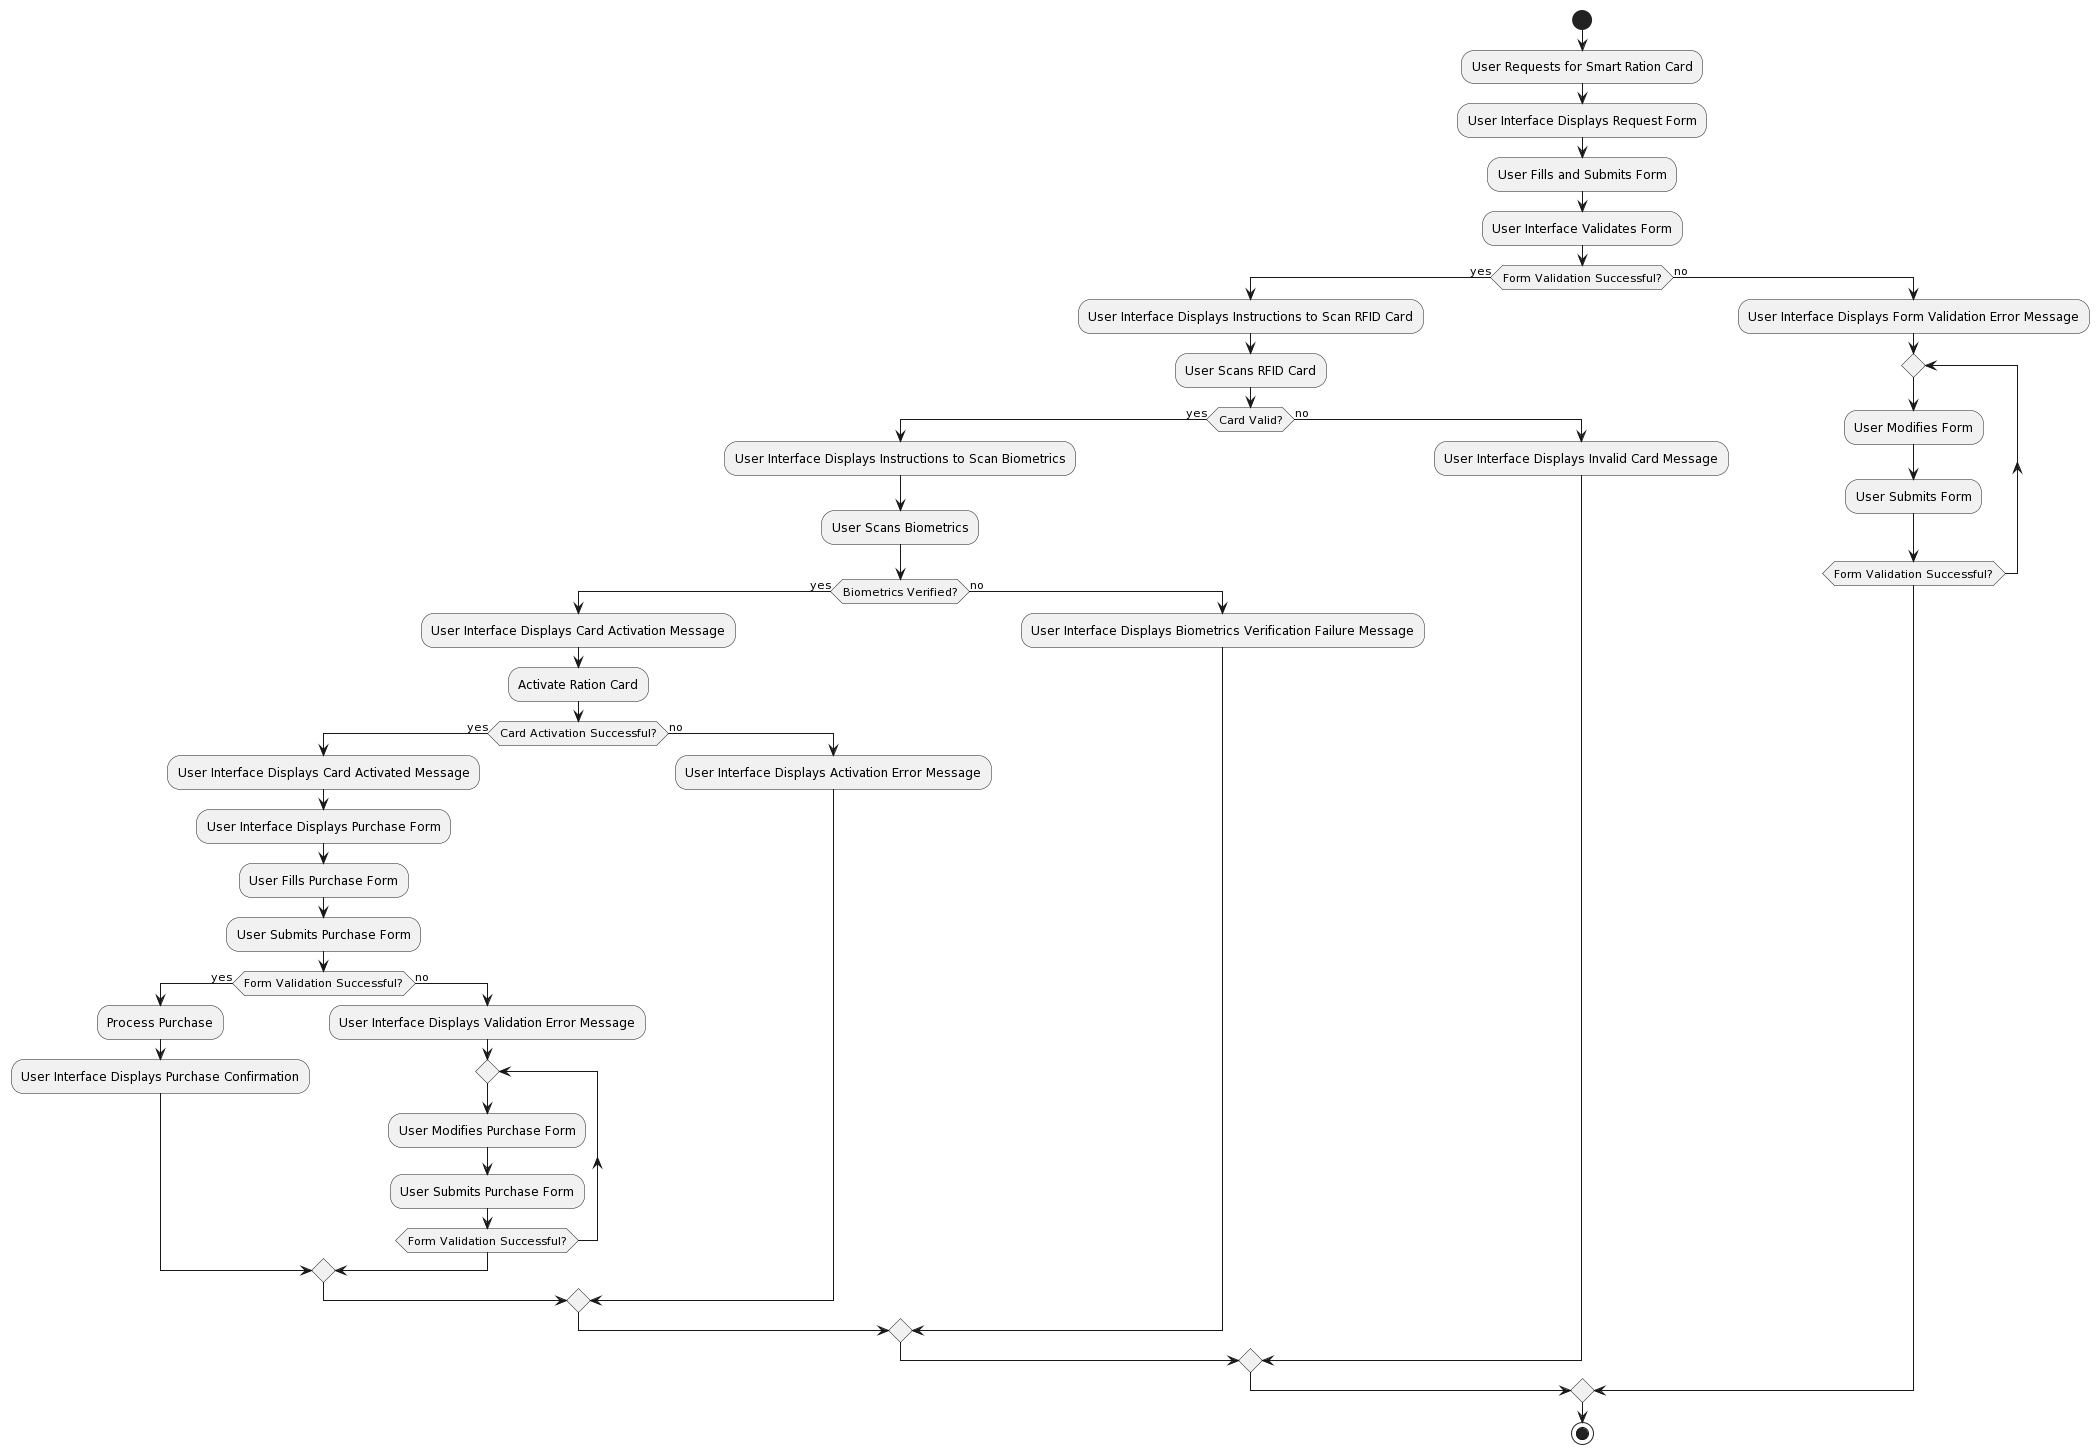 User Requests for Smart Ration Card
User Interface Displays Request Form
User Fills and Submits Form
User Interface Validates Form
yes
Form Validation Successful?
no
User Interface Displays Instructions to Scan RFID Card
User Interface Displays Form Validation Error Message
User Scans RFID Card
yes
Card Valid?
no
User Modifies Form
User Interface Displays Instructions to Scan Biometrics
User Interface Displays Invalid Card Message
User Submits Form
User Scans Biometrics
Form Validation Successful?
yes
Biometrics Verified?
no
User Interface Displays Card Activation Message
User Interface Displays Biometrics Verification Failure Message
Activate Ration Card
yes
Card Activation Successful?
no
User Interface Displays Card Activated Message
User Interface Displays Activation Error Message
User Interface Displays Purchase Form
User Fills Purchase Form
User Submits Purchase Form
yes
Form Validation Successful?
no
Process Purchase
User Interface Displays Validation Error Message
User Interface Displays Purchase Confirmation
User Modifies Purchase Form
User Submits Purchase Form
Form Validation Successful?